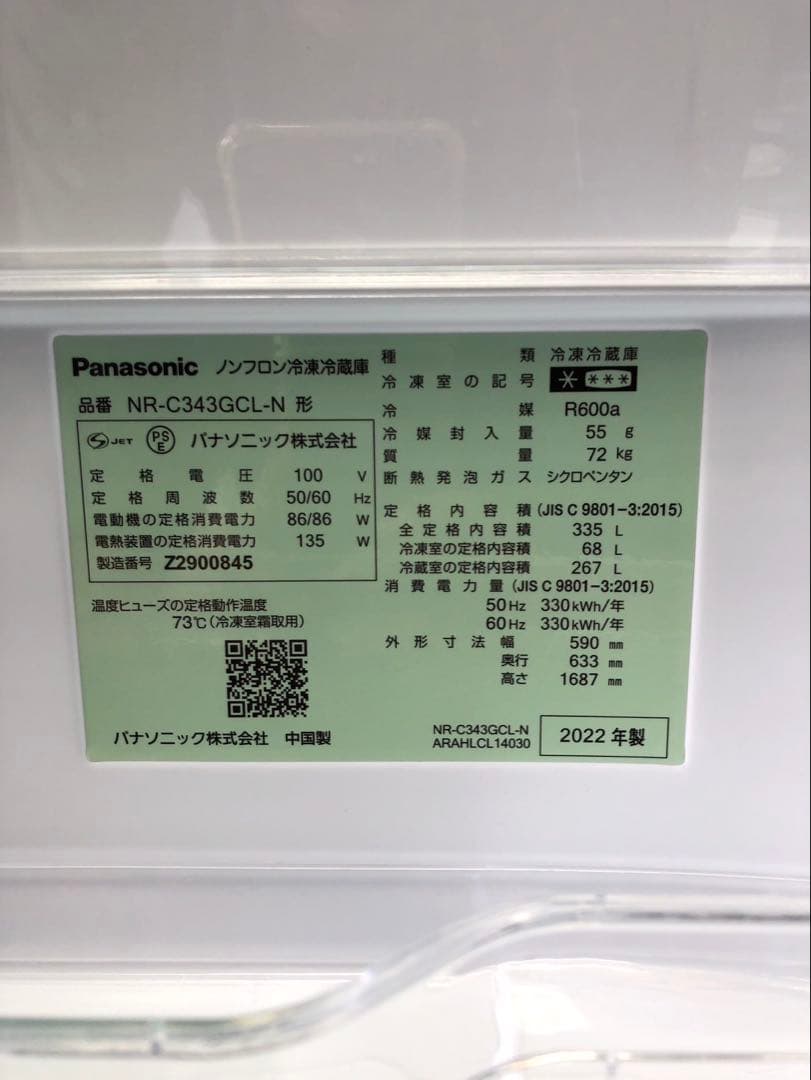 Panasonic ノンフロン冷凍冷蔵庫
品番 NR-C343GCL-N 形
S JET PS E パナソニック株式会社
定格電圧 100 V
定格周波数 50/60 Hz
電動機の定格消費電力 86/86 W
電熱装置の定格消費電力 135 W
製造番号 Z2900845
温度ヒューズの定格動作温度
73℃(冷凍室霜取用)
パナソニック株式会社 中国製
種類 冷凍冷蔵庫
冷凍室の記号 * ***
冷媒 R600a
冷媒封入量 55 g
質量 72 kg
断熱発泡ガス シクロペンタン
定格内容積 (JIS C 9801-3:2015)
全定格内容積 335 L
冷凍室の定格内容積 68 L
冷蔵室の定格内容積 267 L
消費電力量 (JIS C 9801-3:2015)
50 Hz 330 kWh/年
60 Hz 330 kWh/年
外形寸法幅 590 mm
奥行 633 mm
高さ 1687 mm
NR-C343GCL-N
ARAHLCL14030
2022 年製